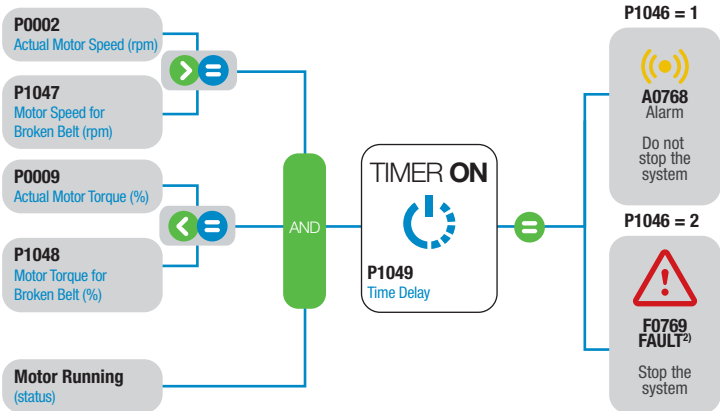 P0002
Actual Motor Speed (rpm)
P1047
Motor Speed for
Broken Belt (rpm)
P0009
Actual Motor Torque (%)
P1048
Motor Torque for
Broken Belt (%)
Motor Running
(status)
> =
< =
AND
TIMER ON
P1049
Time Delay
=
P1046 = 1
A0768
Alarm
Do not
stop the
system
P1046 = 2
!
F0769
FAULT²⁾
Stop the
system